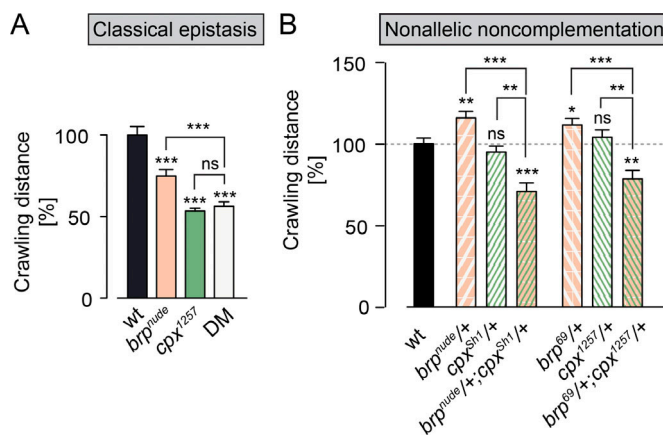 A
Classical epistasis
Crawling distance
[%]
100
50
0
***
***
ns
***
***
wt
brp^nude
cpx^1257
DM
B
Nonallelic noncomplementation
Crawling distance
[%]
150
100
50
0
***
**
**
ns
***
***
**
*
ns
**
wt
brp^nude/+
cpx^Sh1/+
brp^nude/+;cpx^Sh1/+
brp^69/+
cpx^1257/+
brp^69/+;cpx^1257/+